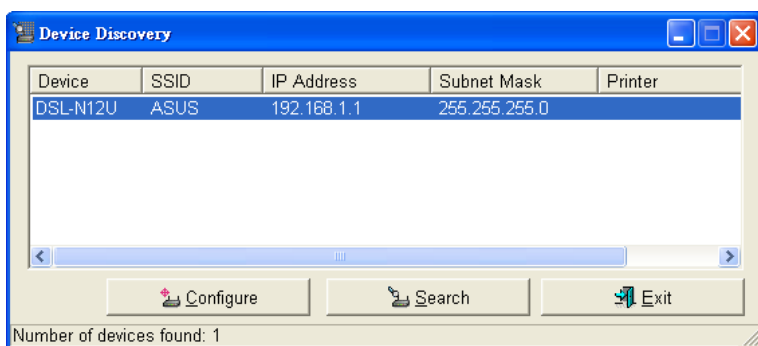 Device Discovery
Device SSID IP Address Subnet Mask Printer
DSL-N12U ASUS 192.168.1.1 255.255.255.0
Configure Search Exit
Number of devices found: 1